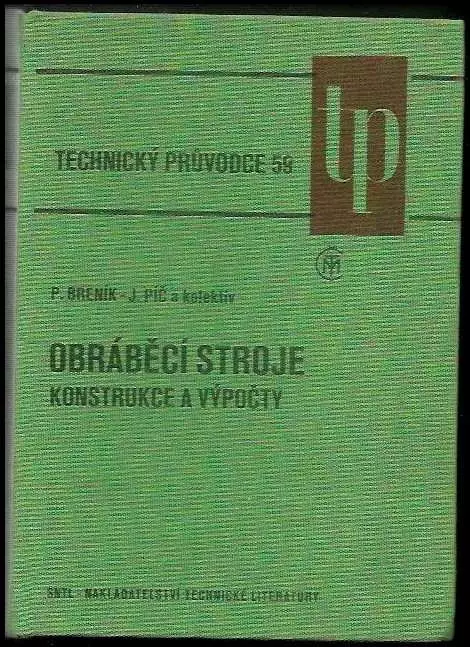 tp
TECHNICKÝ PRŮVODCE 59
P. BRENÍK - J. PÍČ a kolektiv
OBRÁBĚCÍ STROJE
KONSTRUKCE A VÝPOČTY
SNTL - NAKLADATELSTVÍ TECHNICKÉ LITERATURY